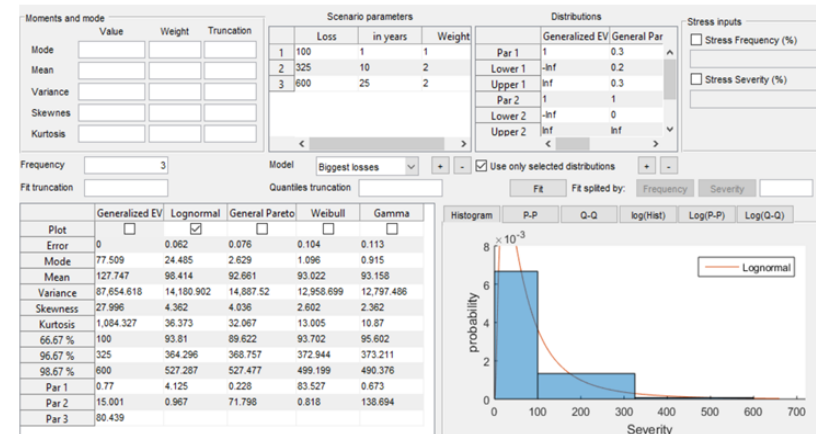 Moments and mode
Value Weight Truncation
Mode
Mean
Variance
Skewnes
Kurtosis
Scenario parameters
Loss in years Weight
1 100 1 1
2 325 10 2
3 600 25 2
Distributions
Generalized EV General Par
Par 1 1 0.3
Lower 1 -Inf 0.2
Upper 1 Inf 0.3
Par 2 1 1
Lower 2 -Inf 0
Upper 2 Inf Inf
Stress inputs
Stress Frequency (%)
Stress Severity (%)
Frequency 3 Model Biggest losses + - Use only selected distributions + -
Fit truncation Quantiles truncation Fit Fit splited by: Frequency Severity
Generalized EV Lognormal General Pareto Weibull Gamma
Plot
Error 0 0.062 0.076 0.104 0.113
Mode 77.509 24.485 2.629 1.096 0.915
Mean 127.747 98.414 92.661 93.022 93.158
Variance 87,654.618 14,180.902 14,887.52 12,958.699 12,797.486
Skewness 27.996 4.362 4.036 2.602 2.362
Kurtosis 1,084.327 36.373 32.067 13.005 10.87
66.67 % 100 93.81 89.622 93.702 95.602
96.67 % 325 364.296 368.757 372.944 373.211
98.67 % 600 527.287 527.477 499.199 490.376
Par 1 0.77 4.125 0.228 83.527 0.673
Par 2 15.001 0.967 71.798 0.818 138.694
Par 3 80.439
Histogram P-P Q-Q log(Hist) Log(P-P) Log(Q-Q)
×10⁻³
8
6
4
2
0
probability
Lognormal
0 100 200 300 400 500 600 700
Severity